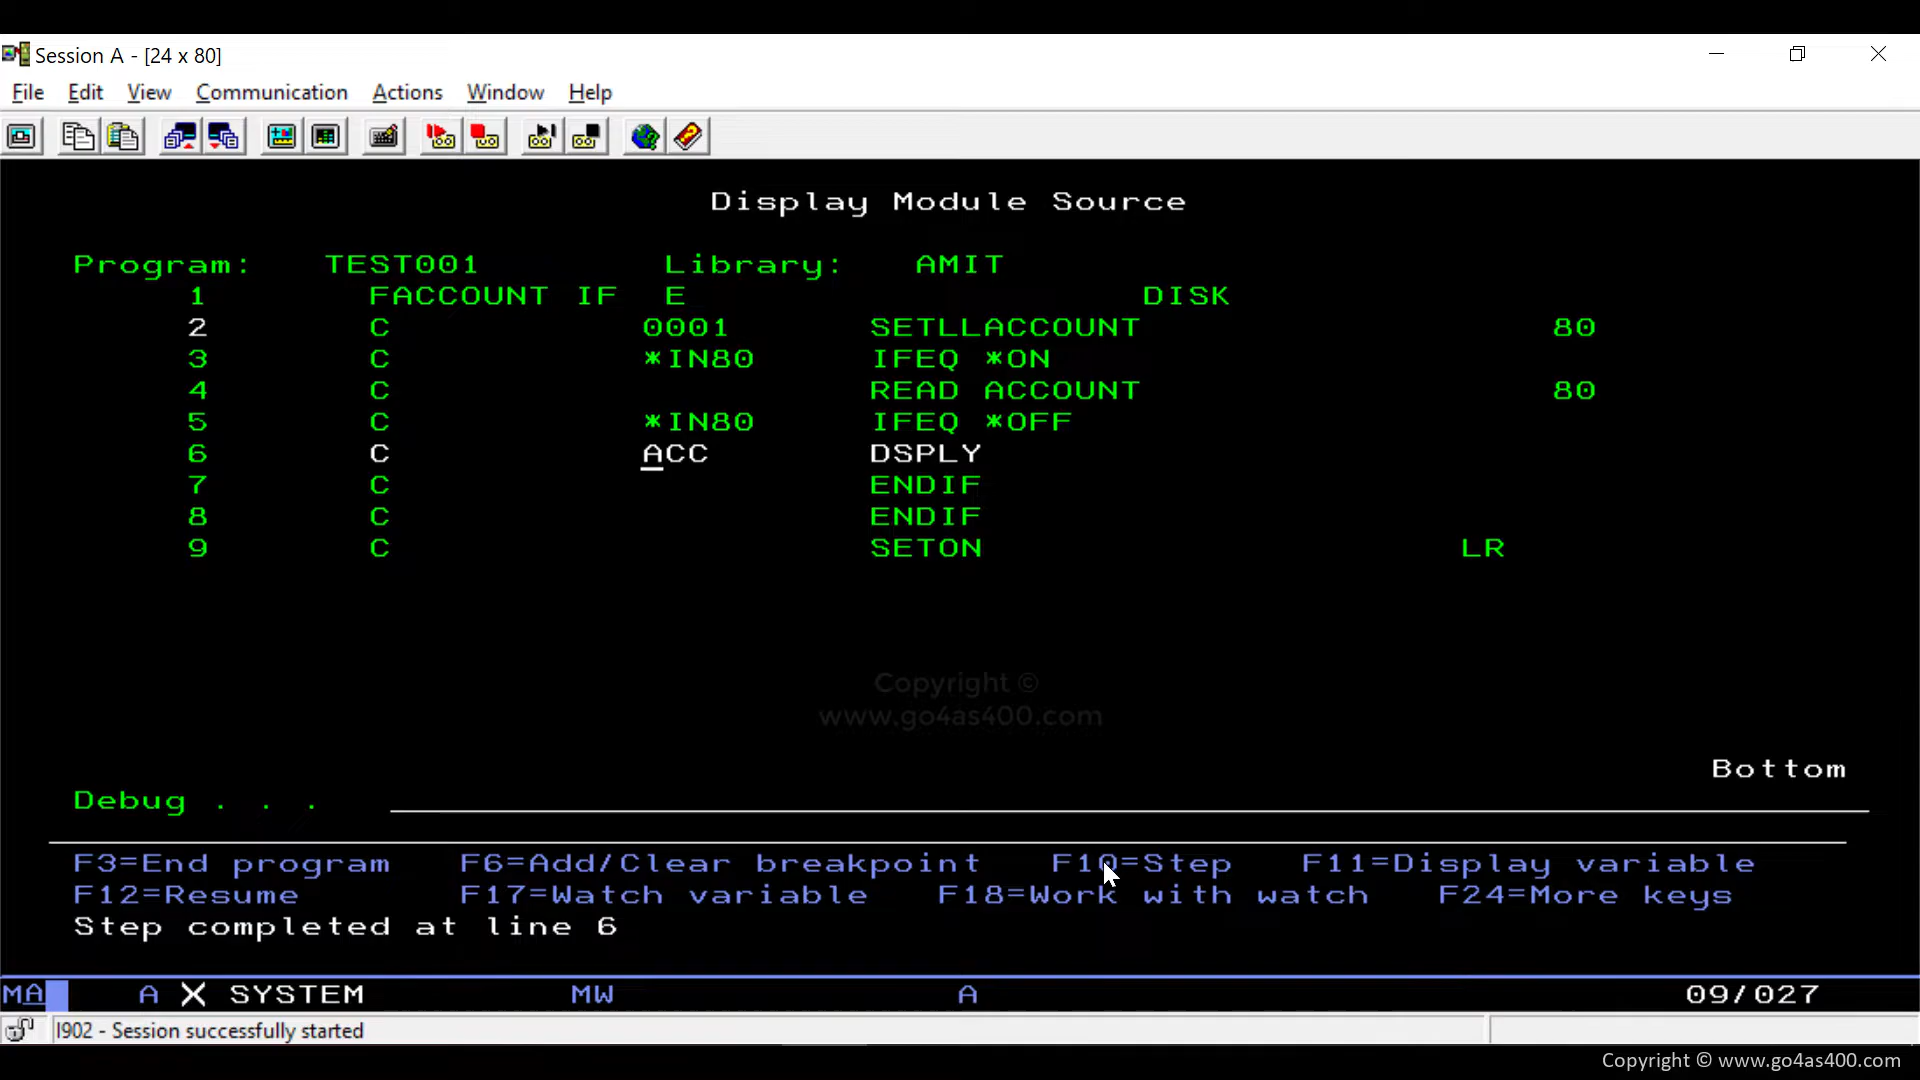 Session A - [24 x 80]
File Edit View Communication Actions Window Help
Display Module Source
Program: TEST001 Library: AMIT
1 FACCOUNT IF E DISK
2 C 0001 SETLLACCOUNT 80
3 C *IN80 IFEQ *ON
4 C READ ACCOUNT 80
5 C *IN80 IFEQ *OFF
6 C ACC DSPLY
7 C ENDIF
8 C ENDIF
9 C SETON LR
Copyright ©
www.go4as400.com
Bottom
Debug . . .
F3=End program F6=Add/Clear breakpoint F10=Step F11=Display variable
F12=Resume F17=Watch variable F18=Work with watch F24=More keys
Step completed at line 6
MA A X SYSTEM MW A 09/027
I902 - Session successfully started
Copyright © www.go4as400.com